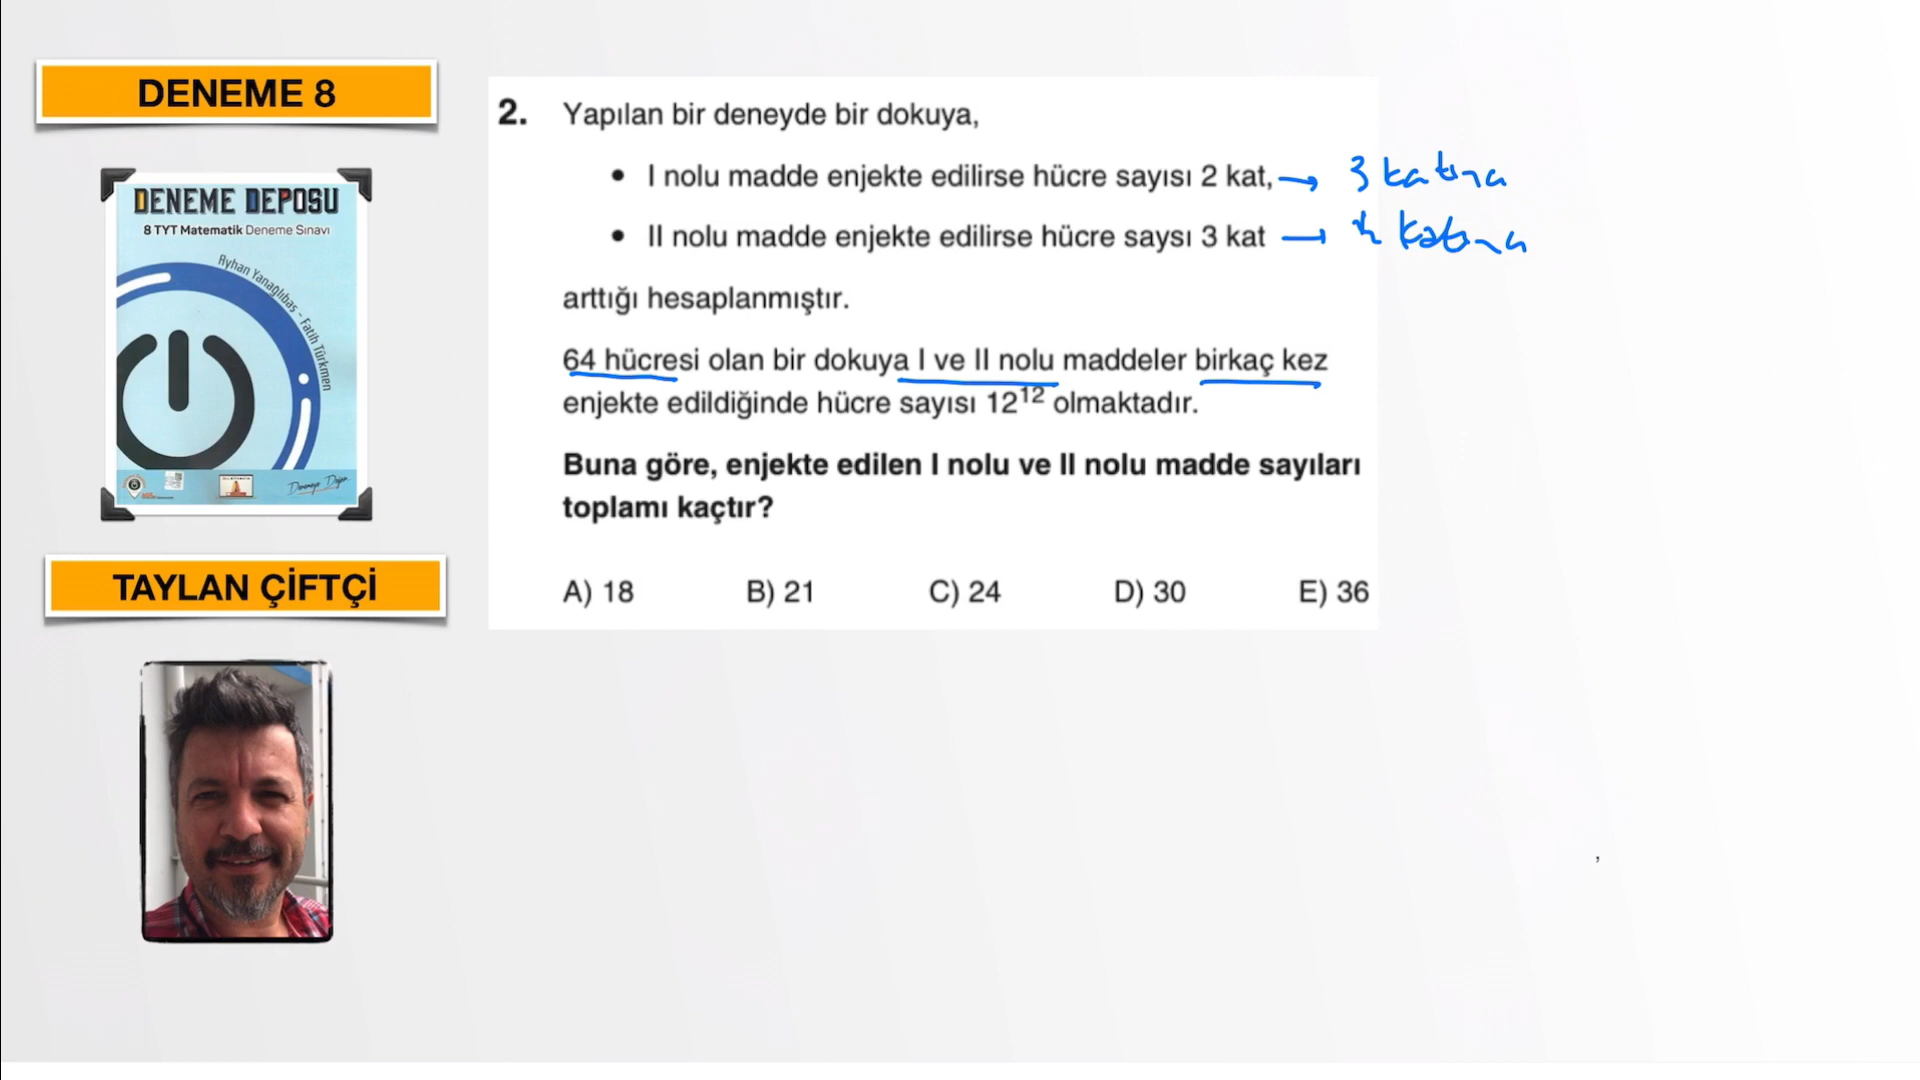 DENEME 8
DENEME DEPOSU
8 TYT Matematik Deneme Sınavı
Ayhan Yanağlıbaş - Fatih Türkmen
Denemeye Değer
TAYLAN ÇİFTÇİ
2. Yapılan bir deneyde bir dokuya,
• I nolu madde enjekte edilirse hücre sayısı 2 kat, → 3 katına
• II nolu madde enjekte edilirse hücre saysı 3 kat → 4 katına
arttığı hesaplanmıştır.
64 hücresi olan bir dokuya I ve II nolu maddeler birkaç kez
enjekte edildiğinde hücre sayısı 12¹² olmaktadır.
Buna göre, enjekte edilen I nolu ve II nolu madde sayıları
toplamı kaçtır?
A) 18 B) 21 C) 24 D) 30 E) 36